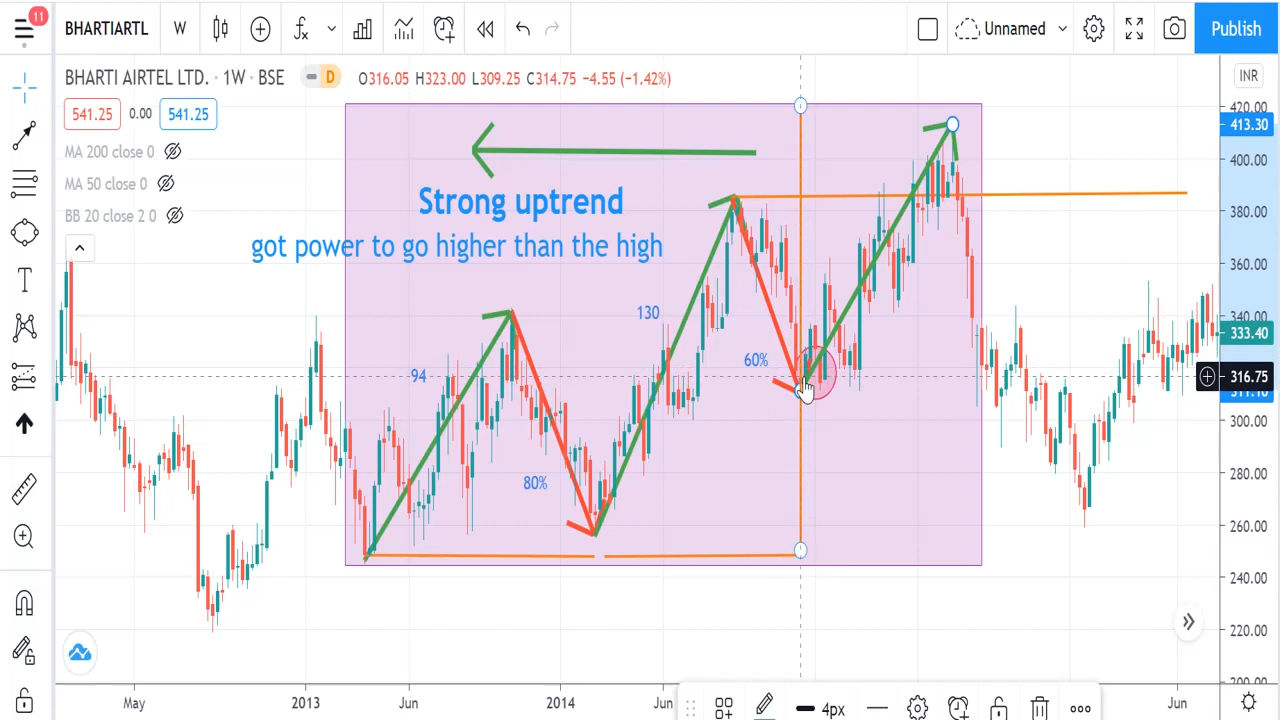 11
BHARTIARTL W Unnamed Publish
BHARTI AIRTEL LTD. · 1W · BSE D O316.05 H323.00 L309.25 C314.75 −4.55 (−1.42%) INR
541.25 0.00 541.25
MA 200 close 0
MA 50 close 0
BB 20 close 2 0
Strong uptrend
got power to go higher than the high
94
80%
130
60%
420.00
413.30
400.00
380.00
360.00
340.00
333.40
316.75
300.00
280.00
260.00
240.00
220.00
200.00
May 2013 Jun 2014 Jun Jun
4px